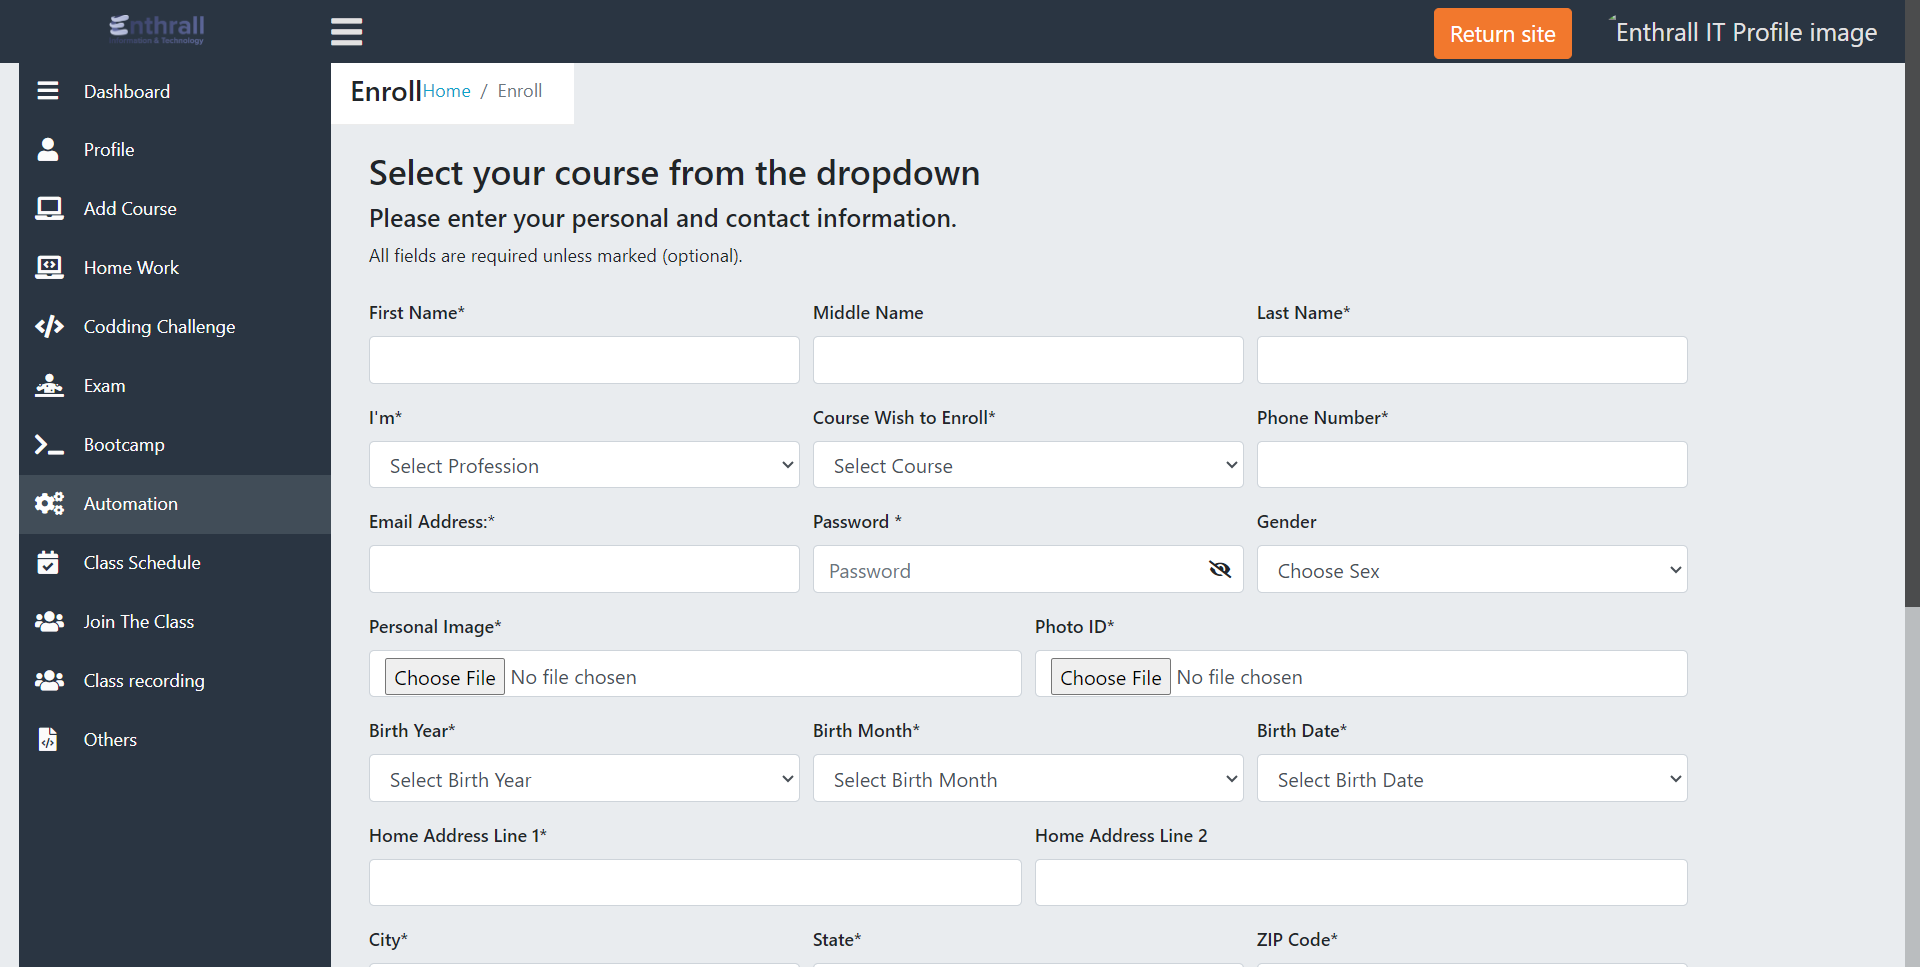 Enthrall
Information & Technology
Return site
Enthrall IT Profile image
Dashboard
Profile
Add Course
Home Work
Codding Challenge
Exam
Bootcamp
Automation
Class Schedule
Join The Class
Class recording
Others
Enroll Home / Enroll
Select your course from the dropdown
Please enter your personal and contact information.
All fields are required unless marked (optional).
First Name* Middle Name Last Name*
I'm* Course Wish to Enroll* Phone Number*
Select Profession Select Course
Email Address:* Password * Gender
Password Choose Sex
Personal Image* Photo ID*
Choose File No file chosen Choose File No file chosen
Birth Year* Birth Month* Birth Date*
Select Birth Year Select Birth Month Select Birth Date
Home Address Line 1* Home Address Line 2
City* State* ZIP Code*